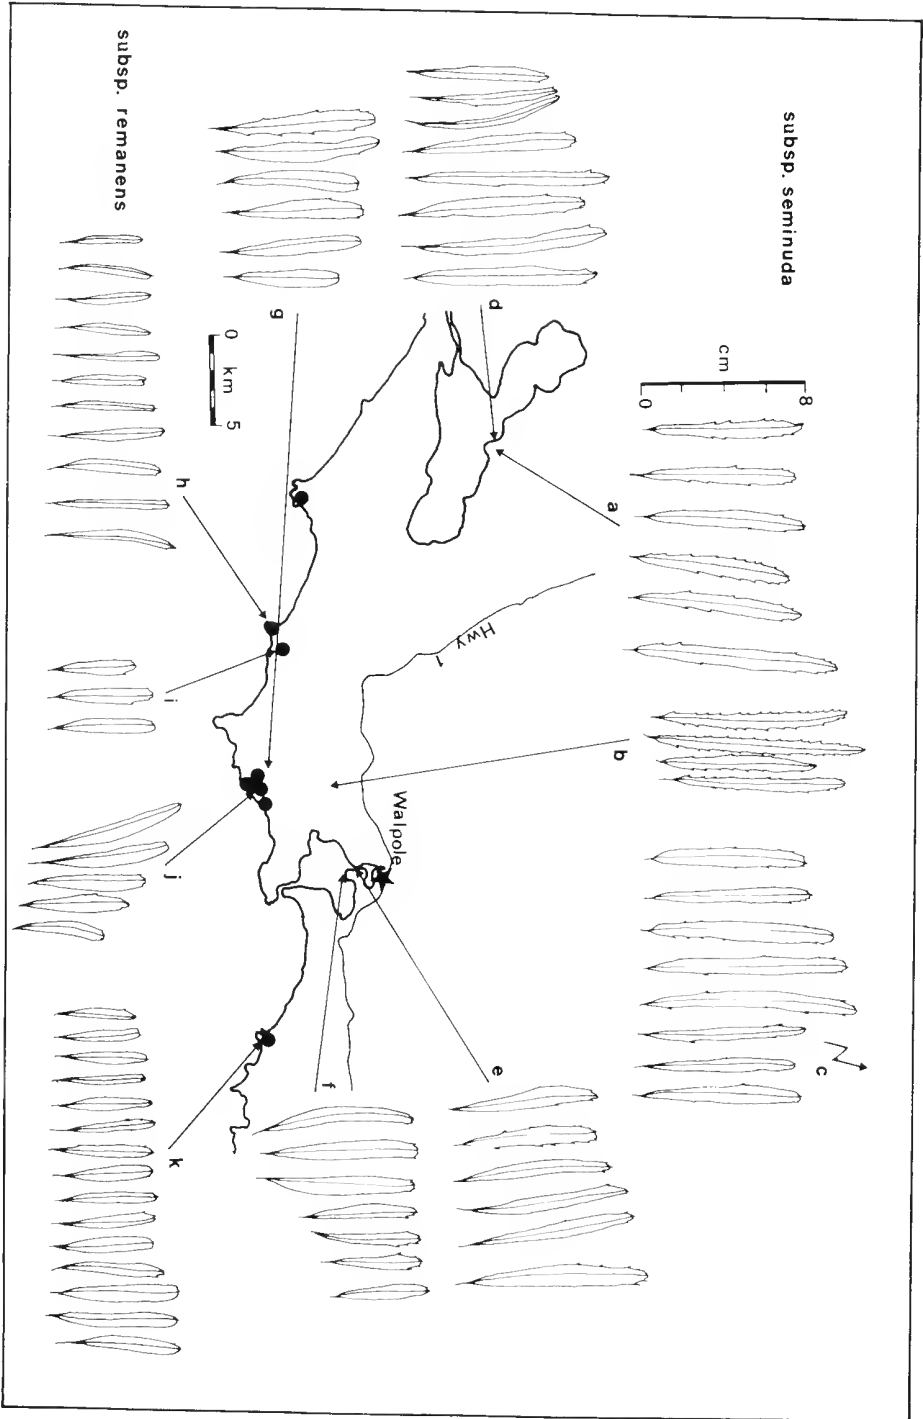 subsp. seminuda
subsp. remanens
cm
8
0
a
b
c
d
e
f
g
h
i
j
k
Hwy 1
Walpole
0
km
5